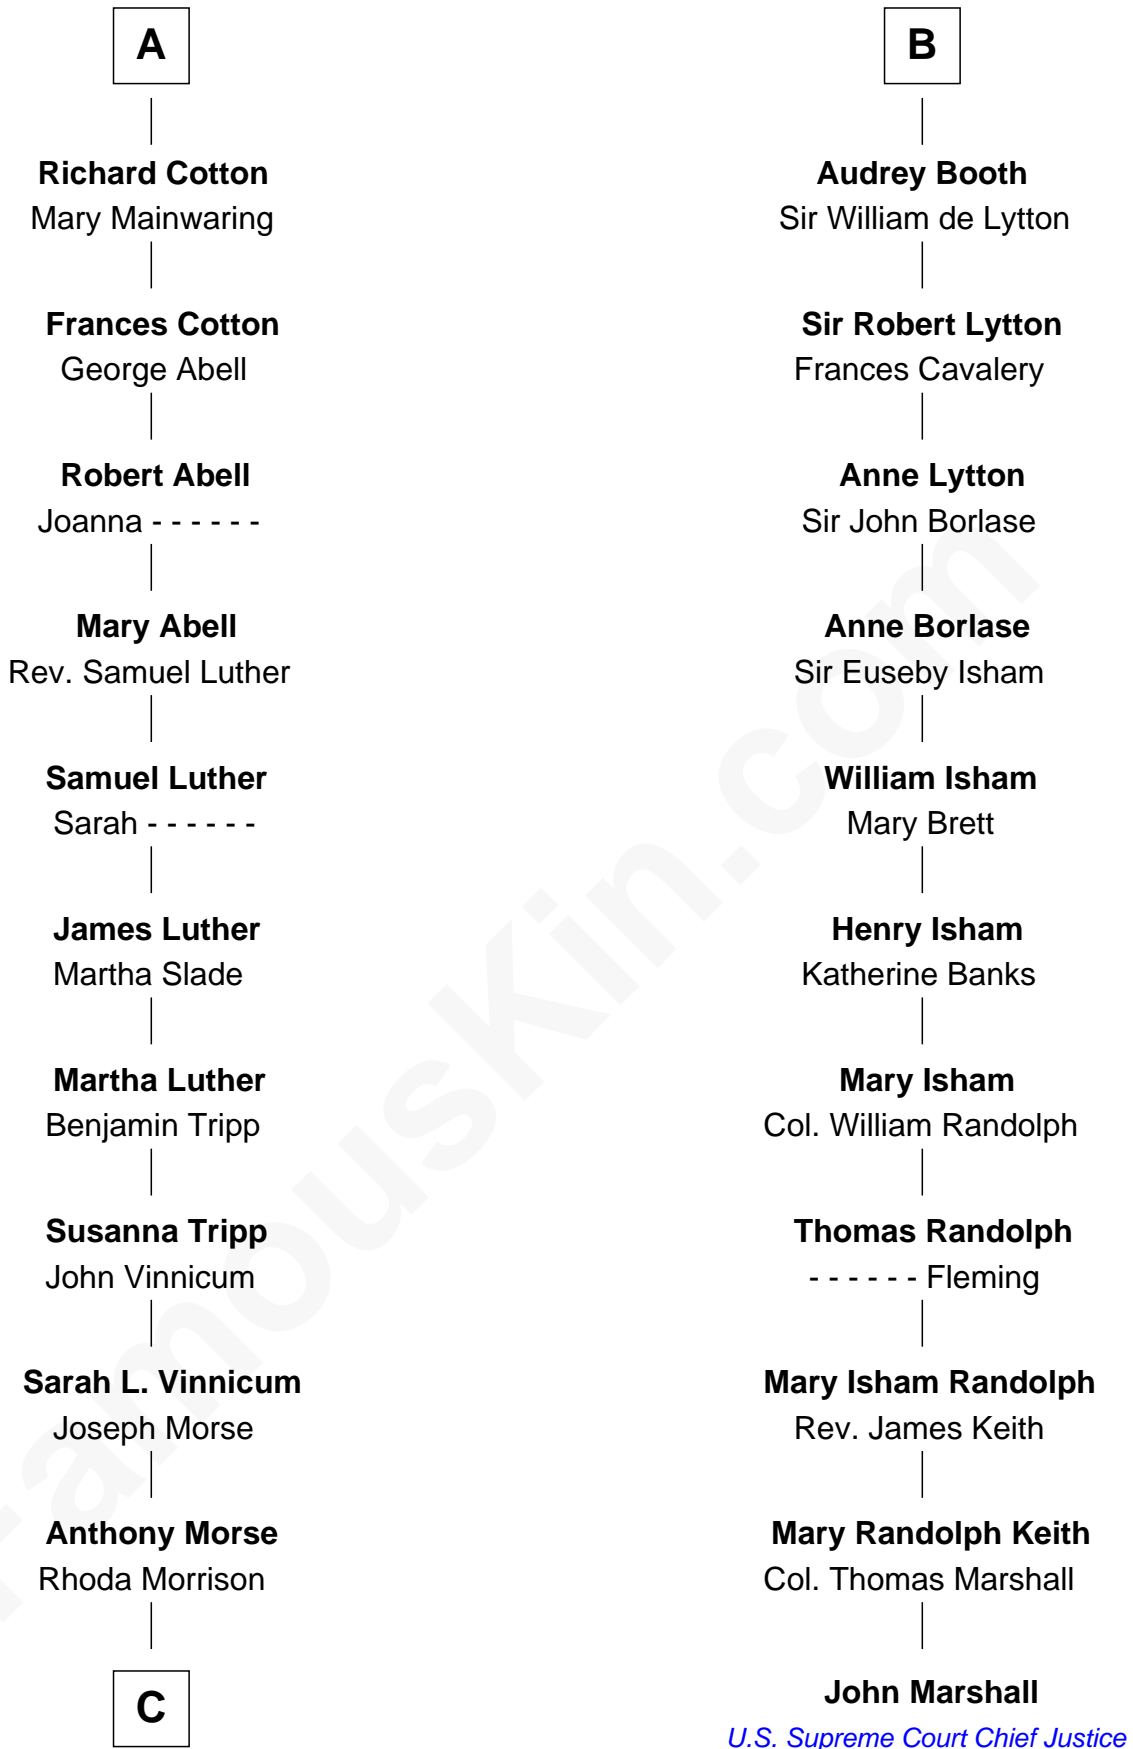 A
Richard Cotton
Mary Mainwaring
Frances Cotton
George Abell
Robert Abell
Joanna - - - - - -
Mary Abell
Rev. Samuel Luther
Samuel Luther
Sarah - - - - - -
James Luther
Martha Slade
Martha Luther
Benjamin Tripp
Susanna Tripp
John Vinnicum
Sarah L. Vinnicum
Joseph Morse
Anthony Morse
Rhoda Morrison
C
B
Audrey Booth
Sir William de Lytton
Sir Robert Lytton
Frances Cavalery
Anne Lytton
Sir John Borlase
Anne Borlase
Sir Euseby Isham
William Isham
Mary Brett
Henry Isham
Katherine Banks
Mary Isham
Col. William Randolph
Thomas Randolph
- - - - - - Fleming
Mary Isham Randolph
Rev. James Keith
Mary Randolph Keith
Col. Thomas Marshall
John Marshall
U.S. Supreme Court Chief Justice
FamousKin.com